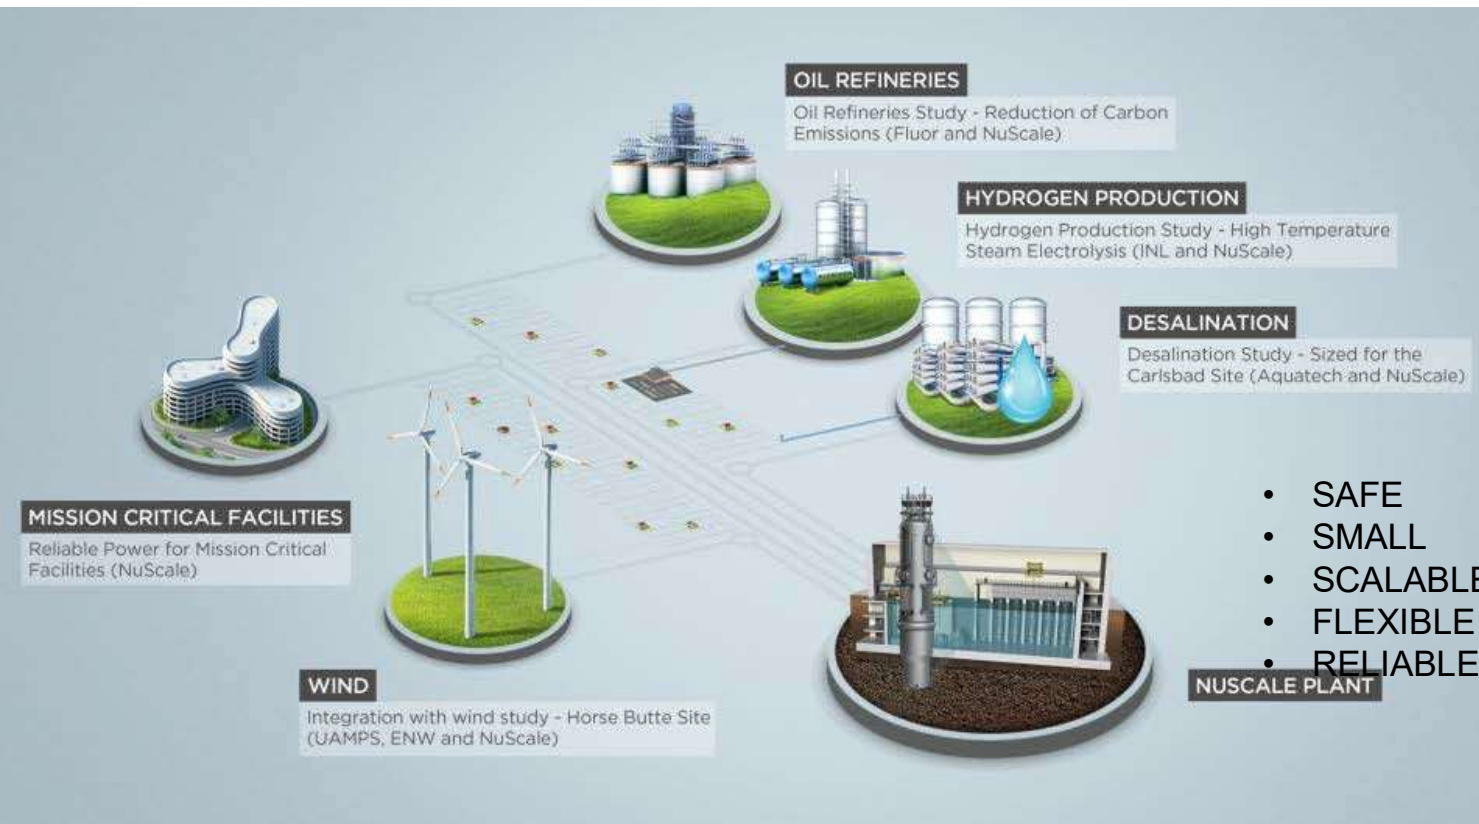 OIL REFINERIES
Oil Refineries Study - Reduction of Carbon
Emissions (Fluor and NuScale)
HYDROGEN PRODUCTION
Hydrogen Production Study - High Temperature
Steam Electrolysis (INL and NuScale)
DESALINATION
Desalination Study - Sized for the
Carlsbad Site (Aquatech and NuScale)
MISSION CRITICAL FACILITIES
Reliable Power for Mission Critical
Facilities (NuScale)
WIND
Integration with wind study - Horse Butte Site
(UAMPS, ENW and NuScale)
• SAFE
• SMALL
• SCALABLE
• FLEXIBLE
• RELIABLE
NUSCALE PLANT